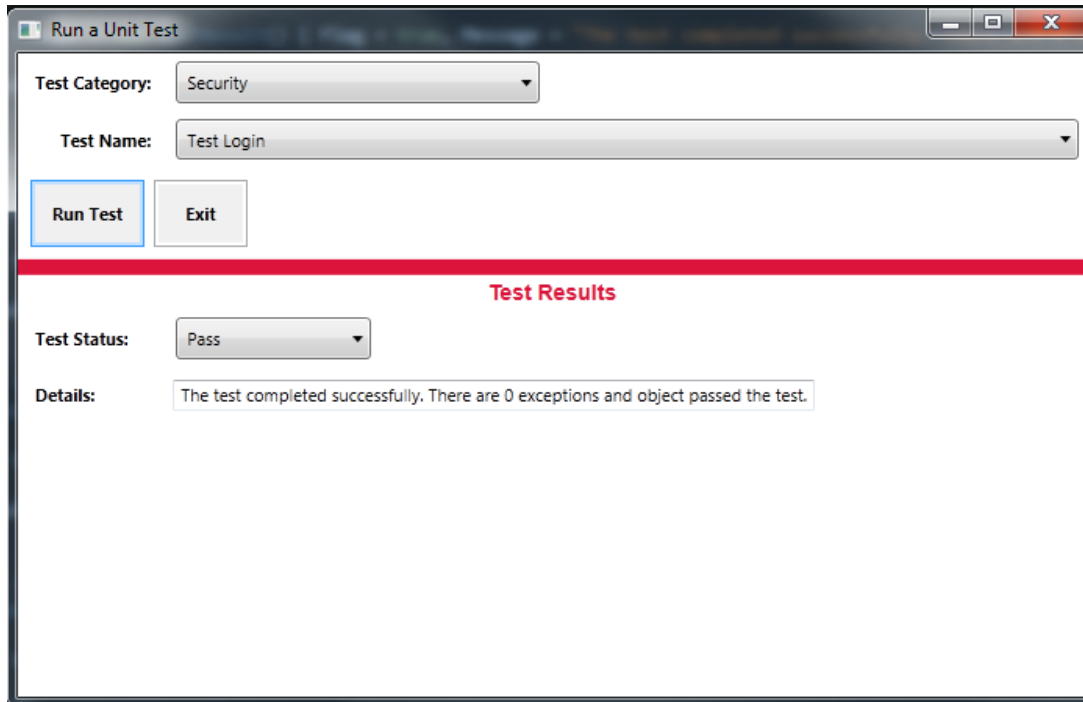 Run a Unit Test
Test Category: Security
Test Name: Test Login
Run Test Exit
Test Results
Test Status: Pass
Details: The test completed successfully. There are 0 exceptions and object passed the test.